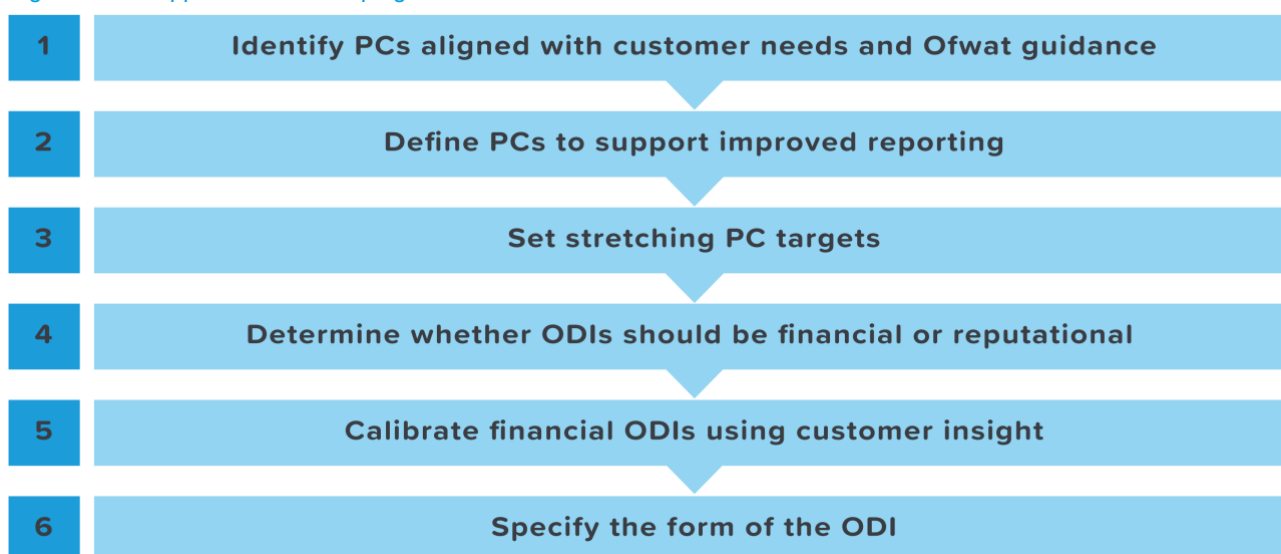 1 Identify PCs aligned with customer needs and Ofwat guidance
2 Define PCs to support improved reporting
3 Set stretching PC targets
4 Determine whether ODIs should be financial or reputational
5 Calibrate financial ODIs using customer insight
6 Specify the form of the ODI